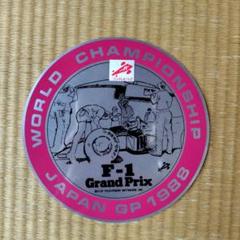 WORLD CHAMPIONSHIP
F-1
Grand Prix
JAPAN GP 1988